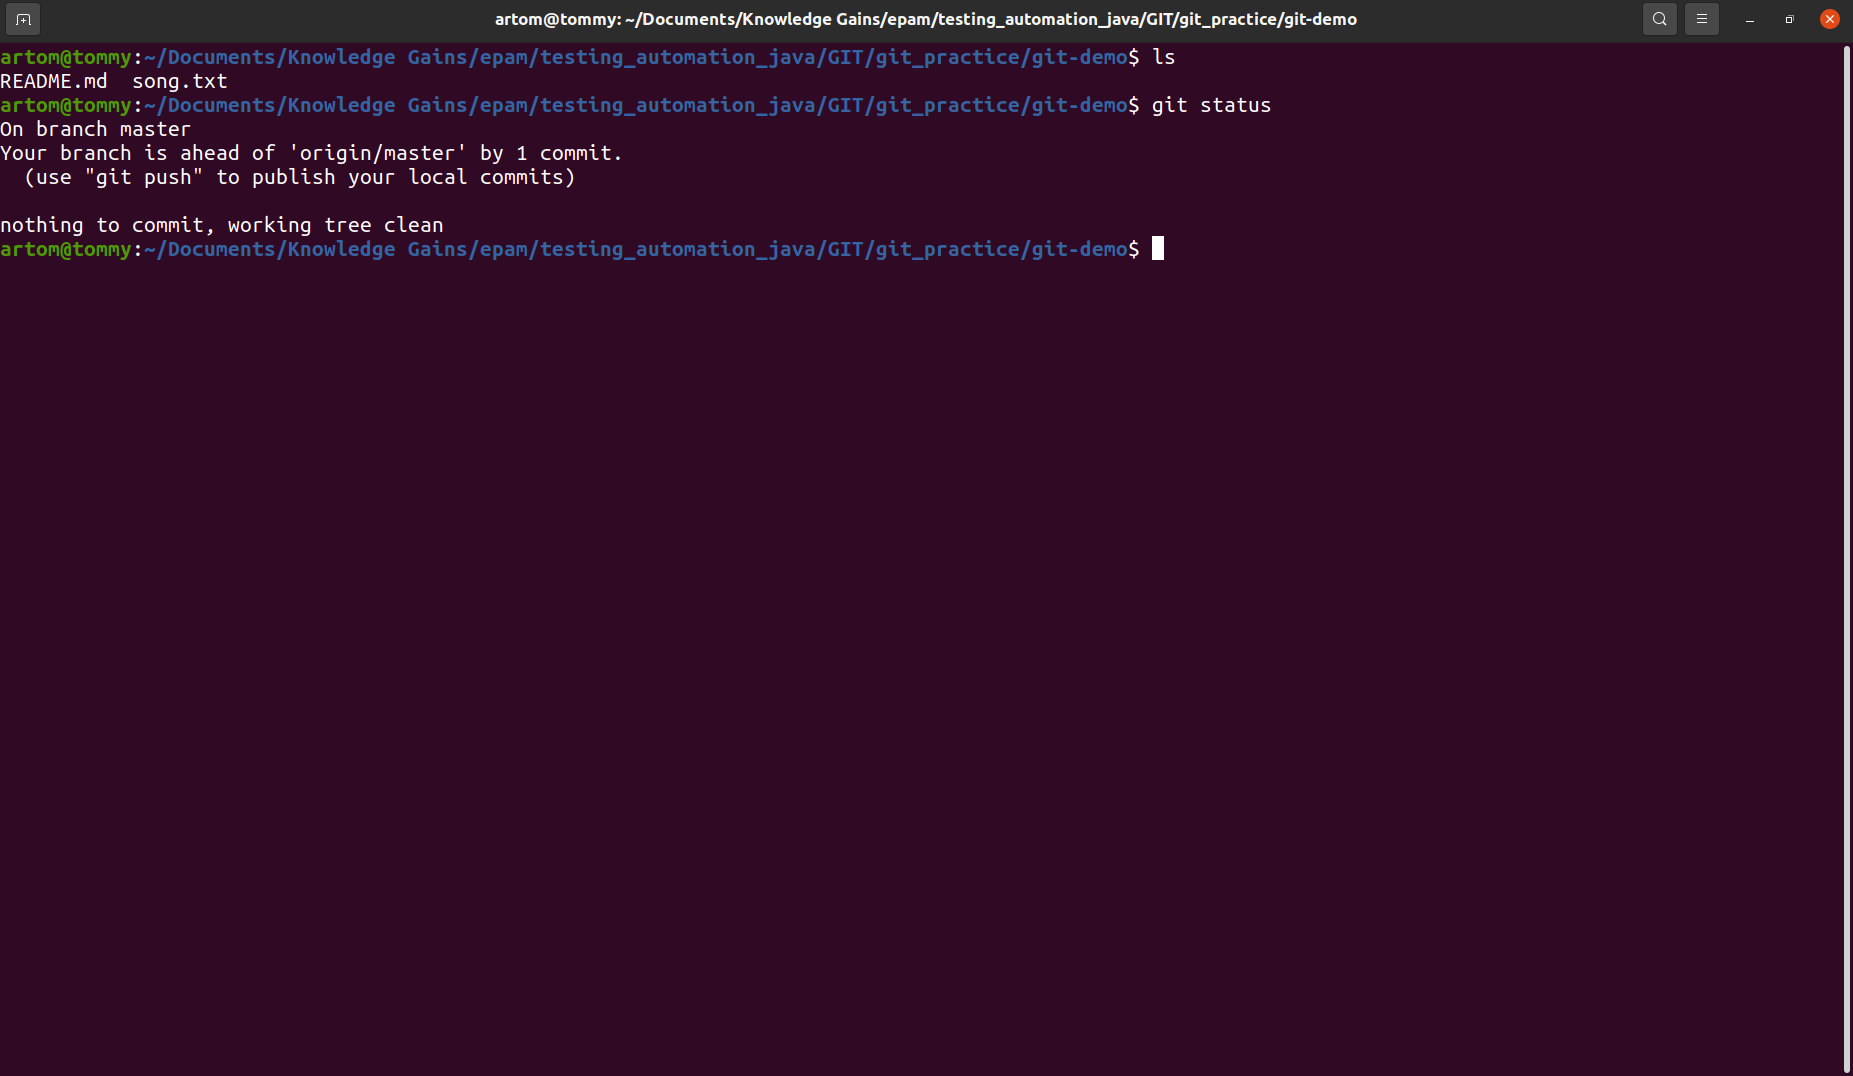 artom@tommy: ~/Documents/Knowledge Gains/epam/testing_automation_java/GIT/git_practice/git-demo
artom@tommy:~/Documents/Knowledge Gains/epam/testing_automation_java/GIT/git_practice/git-demo$ ls
README.md  song.txt
artom@tommy:~/Documents/Knowledge Gains/epam/testing_automation_java/GIT/git_practice/git-demo$ git status
On branch master
Your branch is ahead of 'origin/master' by 1 commit.
  (use "git push" to publish your local commits)

nothing to commit, working tree clean
artom@tommy:~/Documents/Knowledge Gains/epam/testing_automation_java/GIT/git_practice/git-demo$